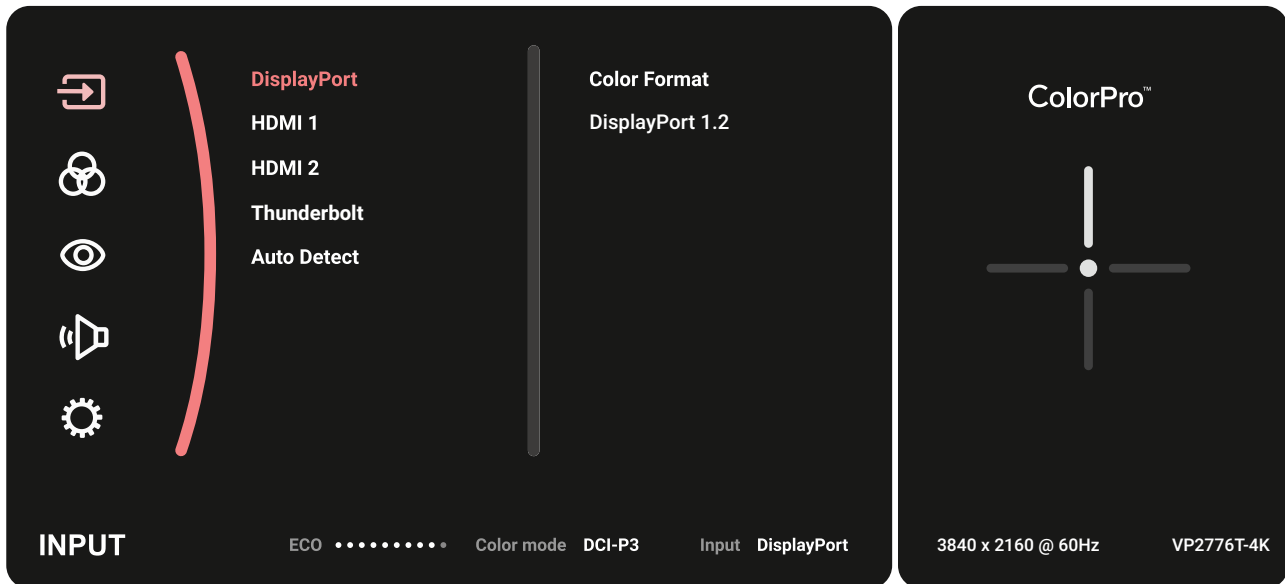 DisplayPort
HDMI 1
HDMI 2
Thunderbolt
Auto Detect
Color Format
DisplayPort 1.2
INPUT
ECO
Color mode DCI-P3
Input DisplayPort
ColorPro™
3840 x 2160 @ 60Hz
VP2776T-4K